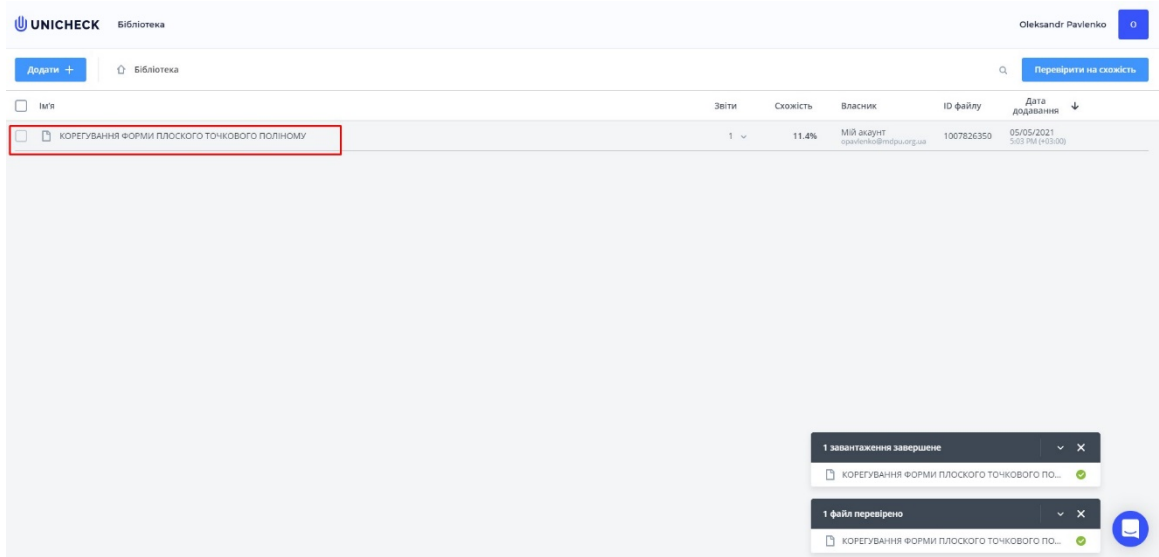 UNICHECK Бібліотека Oleksandr Pavlenko O
Додати + Бібліотека Перевірити на схожість
Ім'я Звіти Схожість Власник ID файлу Дата додавання
КОРЕГУВАННЯ ФОРМИ ПЛОСКОГО ТОЧКОВОГО ПОЛІНОМУ 1 11.4% Мій акаунт 1007826350 05/05/2021
opavlenko@mdpu.org.ua 5:03 PM (+03:00)
1 завантаження завершене
КОРЕГУВАННЯ ФОРМИ ПЛОСКОГО ТОЧКОВОГО ПО...
1 файл перевірено
КОРЕГУВАННЯ ФОРМИ ПЛОСКОГО ТОЧКОВОГО ПО...